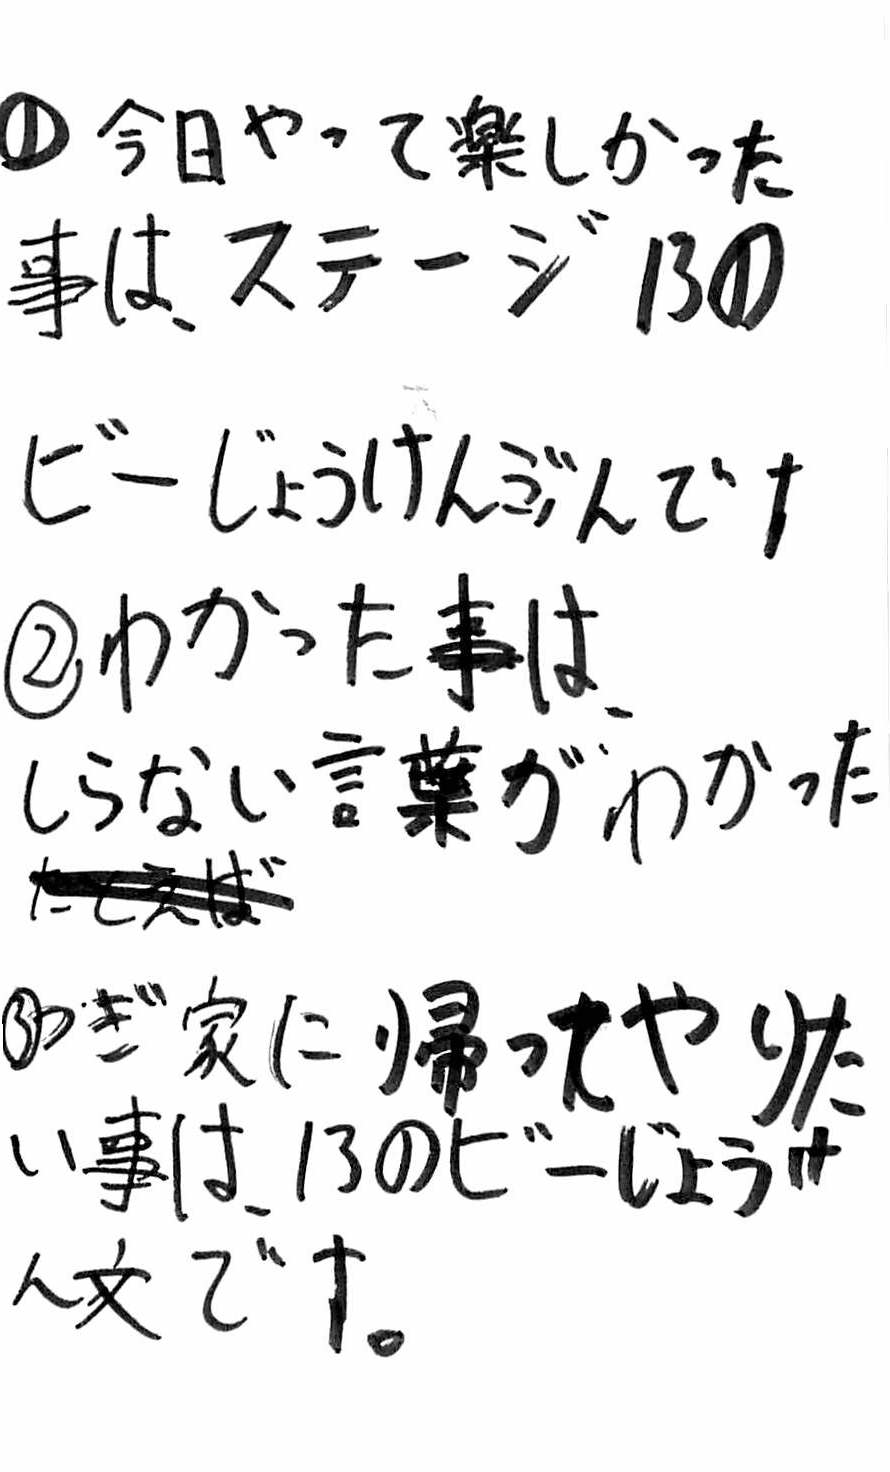 ① 今日やって楽しかった
事は、ステージ 13の
ビーじょうけんぶんです
②わかった事は、
しらない言葉がわかった
たとえば
③つぎ家に帰ってやりた
い事は、13のビーじょうけ
ん文です。